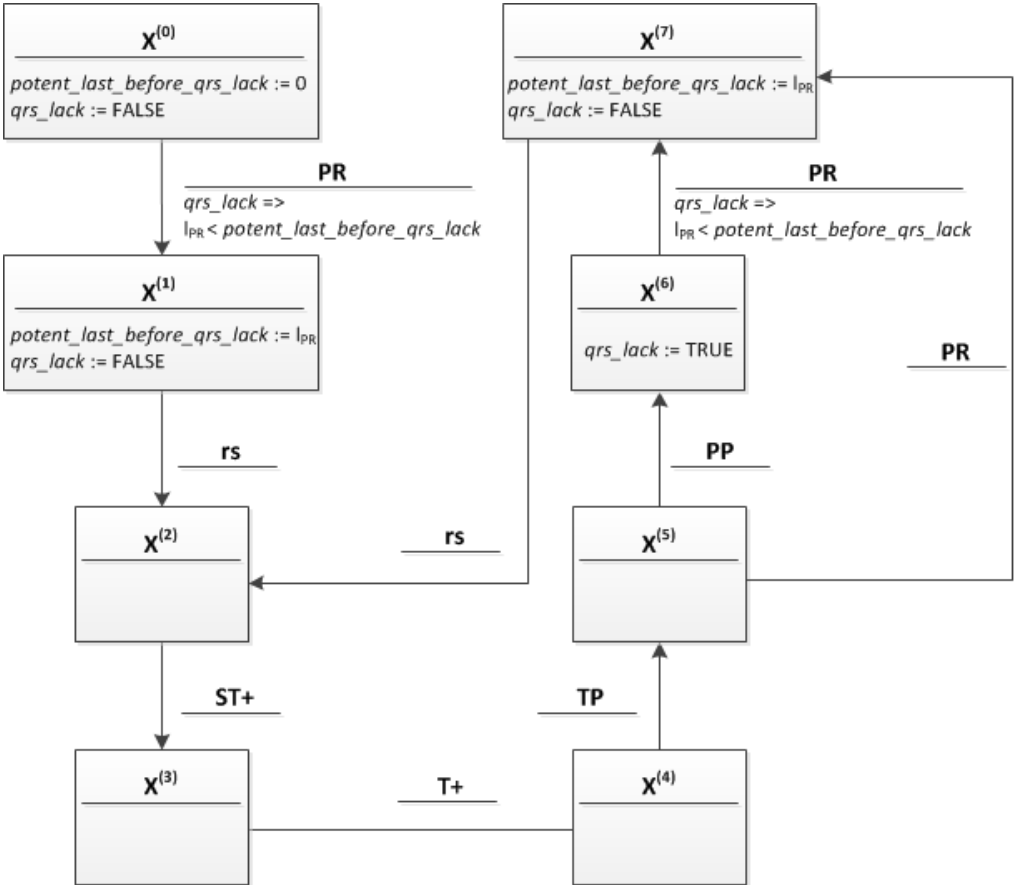 X(0)
potent_last_before_qrs_lack := 0
qrs_lack := FALSE
X(7)
potent_last_before_qrs_lack := IPR
qrs_lack := FALSE
PR
qrs_lack =>
IPR < potent_last_before_qrs_lack
PR
qrs_lack =>
IPR < potent_last_before_qrs_lack
X(1)
potent_last_before_qrs_lack := IPR
qrs_lack := FALSE
X(6)
qrs_lack := TRUE
PR
rs
PP
X(2)
rs
X(5)
ST+
TP
X(3)
T+
X(4)